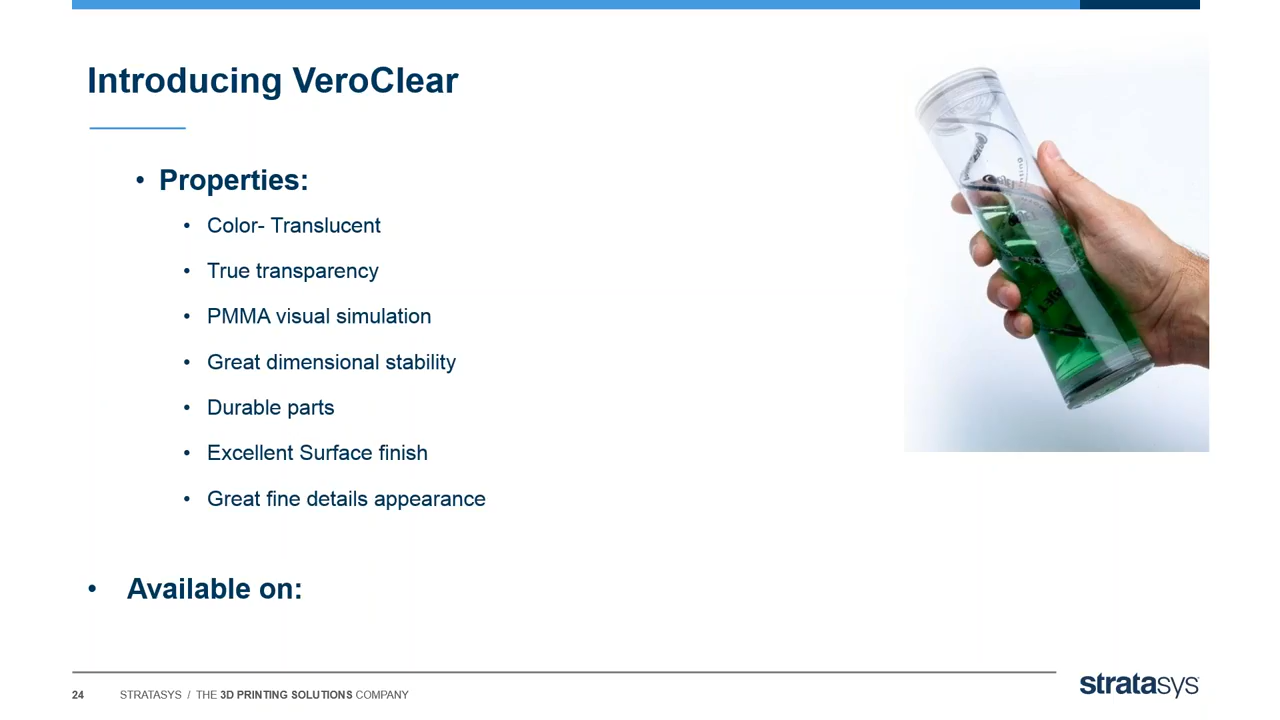 Introducing VeroClear
• Properties:
• Color- Translucent
• True transparency
• PMMA visual simulation
• Great dimensional stability
• Durable parts
• Excellent Surface finish
• Great fine details appearance
• Available on:
24 STRATASYS / THE 3D PRINTING SOLUTIONS COMPANY
stratasys